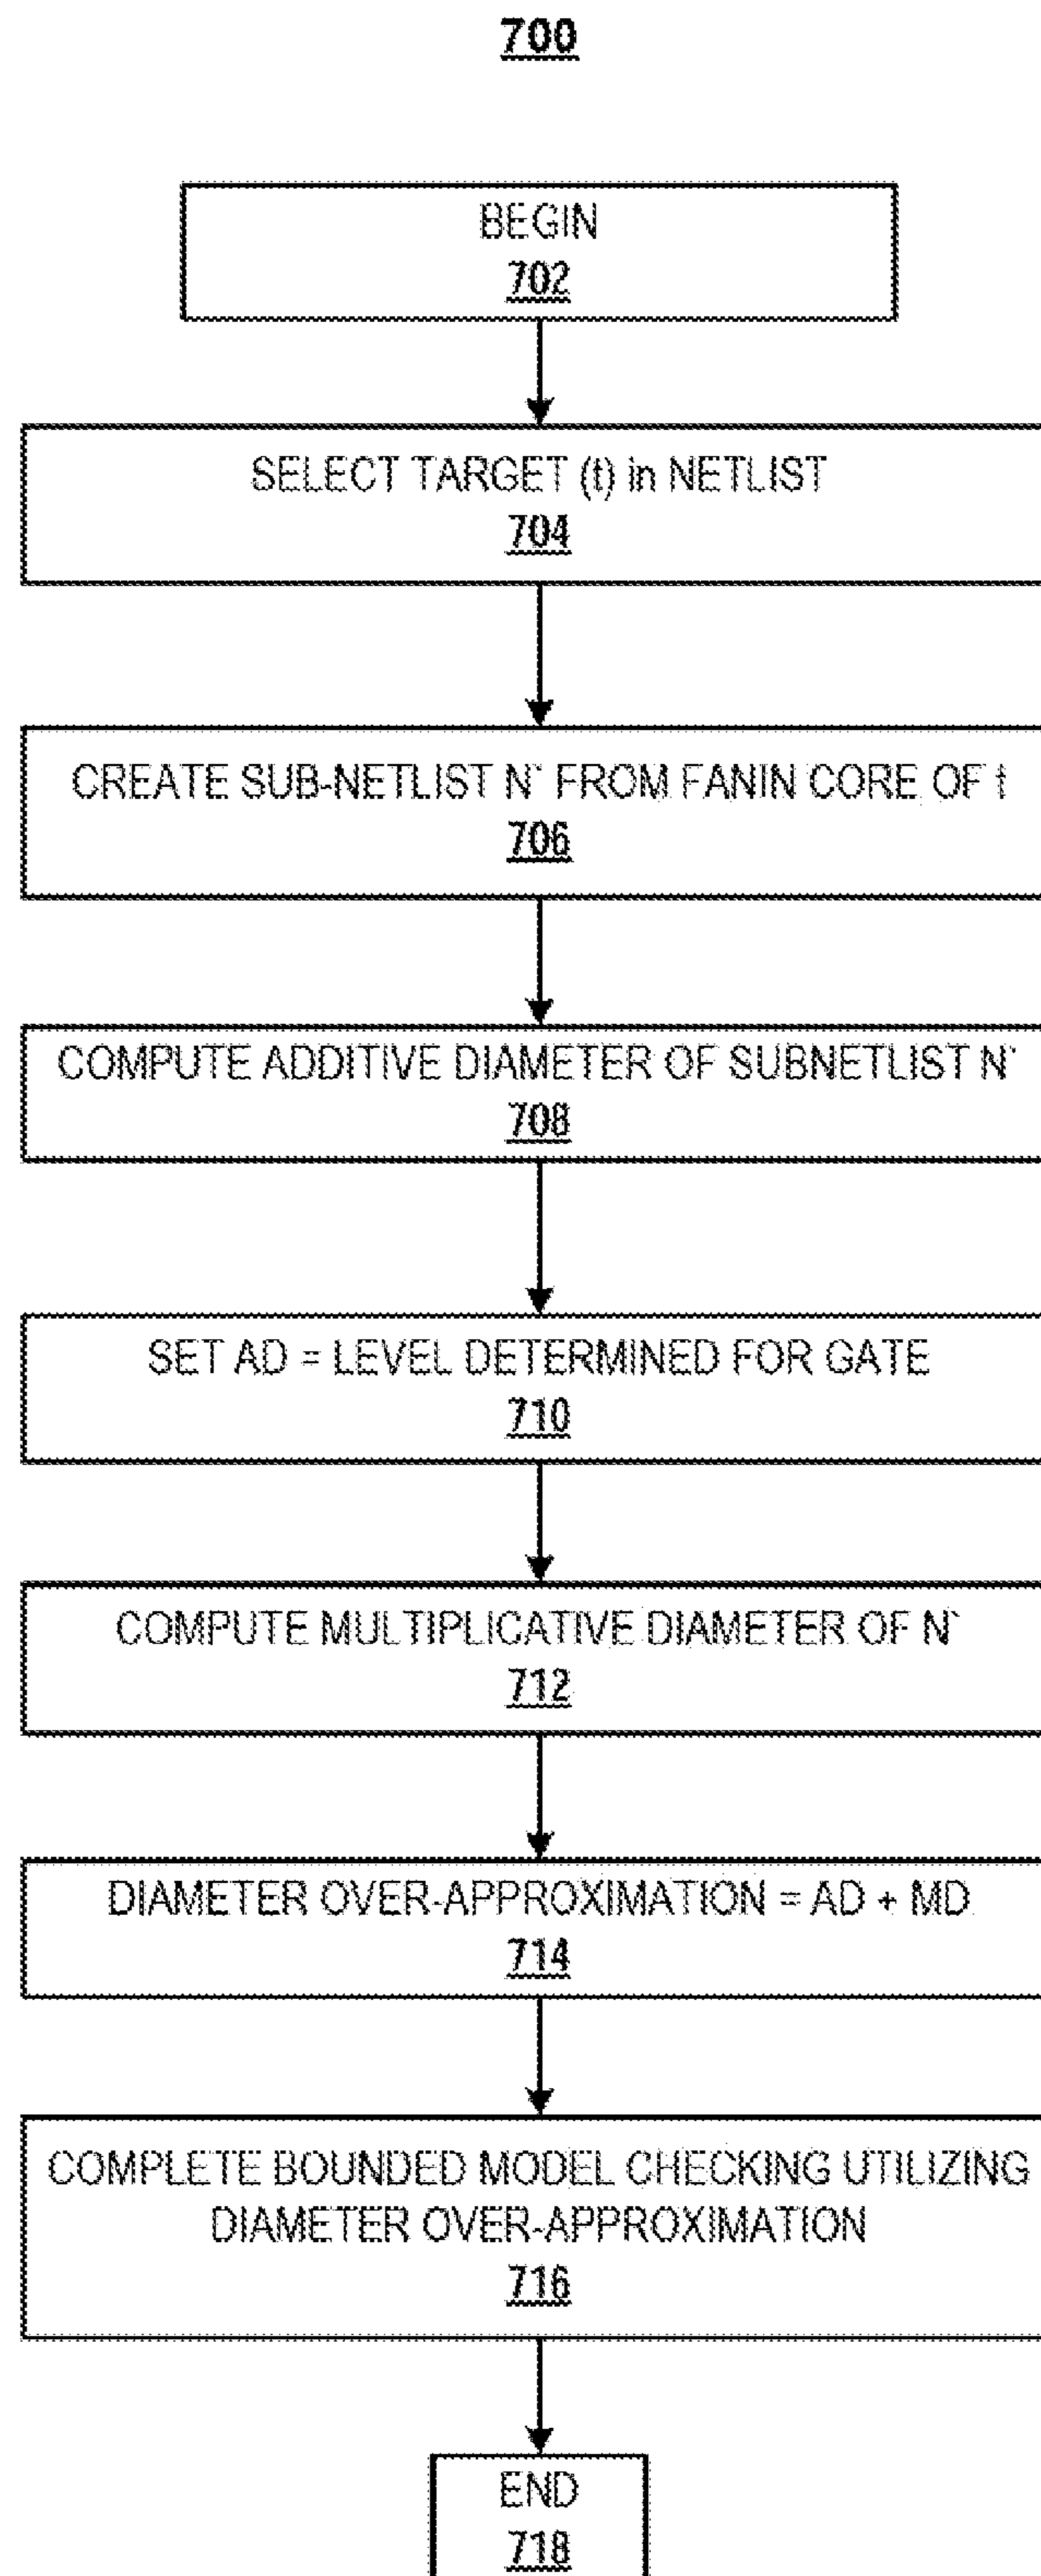 700
BEGIN
702
SELECT TARGET (t) in NETLIST
704
CREATE SUB-NETLIST N` FROM FANIN CORE OF t
706
COMPUTE ADDITIVE DIAMETER OF SUBNETLIST N`
708
SET AD = LEVEL DETERMINED FOR GATE
710
COMPUTE MULTIPLICATIVE DIAMETER OF N`
712
DIAMETER OVER-APPROXIMATION = AD + MD
714
COMPLETE BOUNDED MODEL CHECKING UTILIZING
DIAMETER OVER-APPROXIMATION
716
END
718